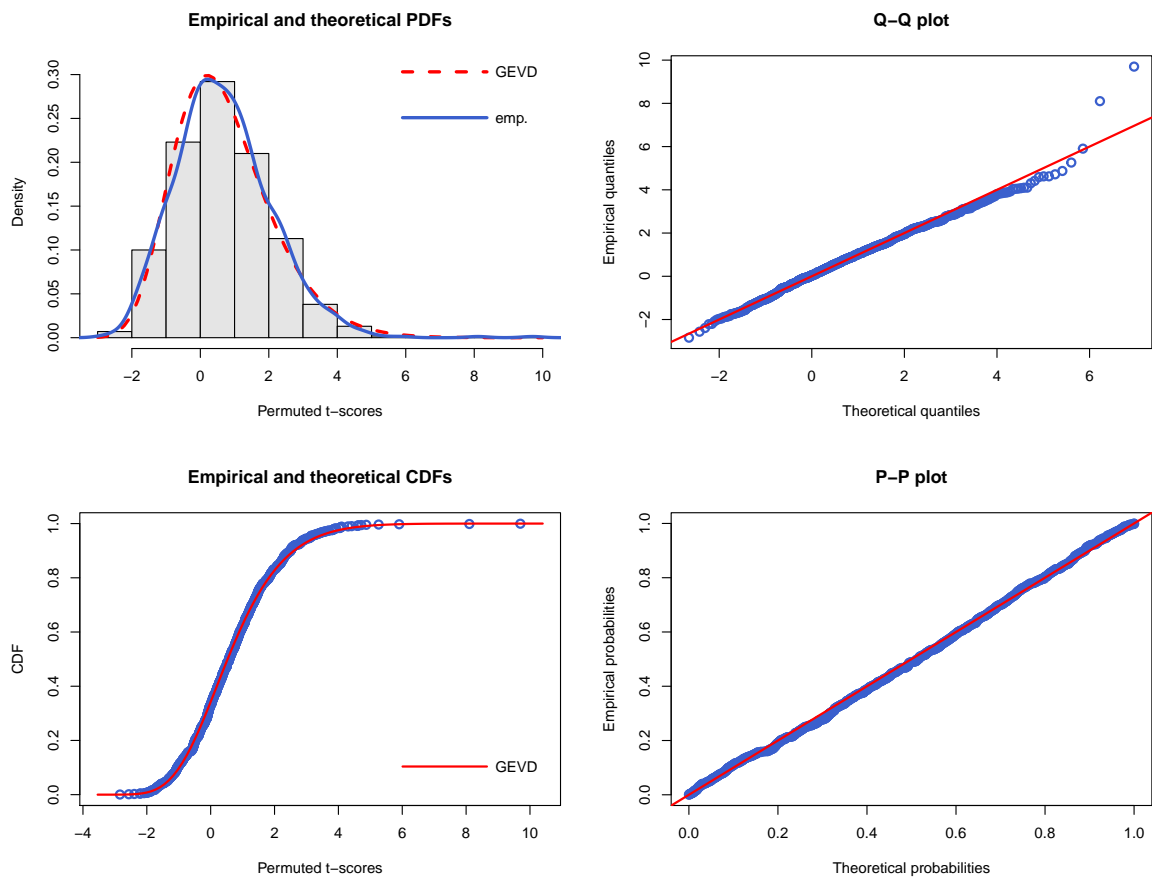 Empirical and theoretical PDFs
Density
0.00 0.05 0.10 0.15 0.20 0.25 0.30
GEVD
emp.
−2 0 2 4 6 8 10
Permuted t−scores
Q−Q plot
Empirical quantiles
−2 0 2 4 6 8 10
−2 0 2 4 6
Theoretical quantiles
Empirical and theoretical CDFs
CDF
0.0 0.2 0.4 0.6 0.8 1.0
GEVD
−4 −2 0 2 4 6 8 10
Permuted t−scores
P−P plot
Empirical probabilities
0.0 0.2 0.4 0.6 0.8 1.0
0.0 0.2 0.4 0.6 0.8 1.0
Theoretical probabilities